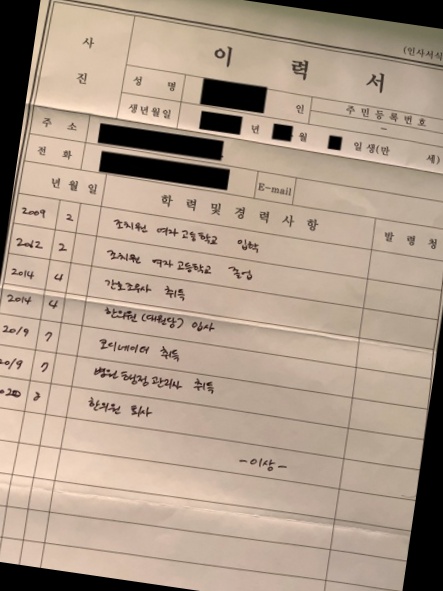 (인사서식
이 력 서
사 진
성 명
인
주 민 등 록 번 호
생년월일
년
월
일생(만 세)
–
주 소
전 화
E-mail
년 월 일
학 력 및 경 력 사 항
발 령 청
2009 2 조치원 여자고등학교 입학
2012 2 조치원 여자고등학교 졸업
2014 4 간호조무사 취득
2014 4 한의원 (대원당) 입사
2019 7 코디네이터 취득
2019 7 병원행정관리사 취득
2020 3 한의원 퇴사
-이상-